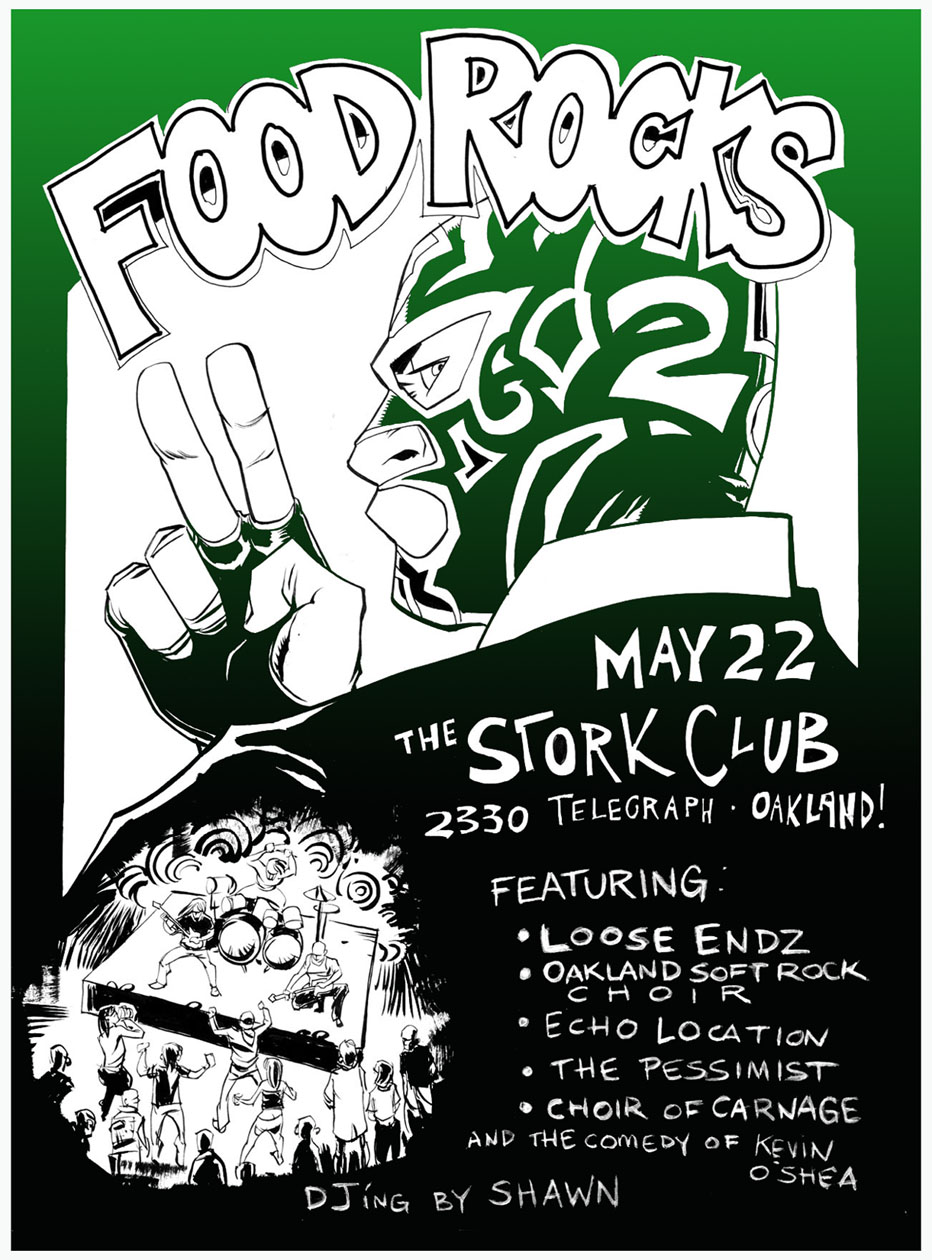 FOOD ROCKS
2
MAY 22
THE STORK CLUB
2330 TELEGRAPH · OAKLAND!
FEATURING:
• LOOSE ENDZ
• OAKLAND SOFT ROCK
CHOIR
• ECHO LOCATION
• THE PESSIMIST
• CHOIR OF CARNAGE
AND THE COMEDY OF KEVIN
O'SHEA
DJiNG BY SHAWN